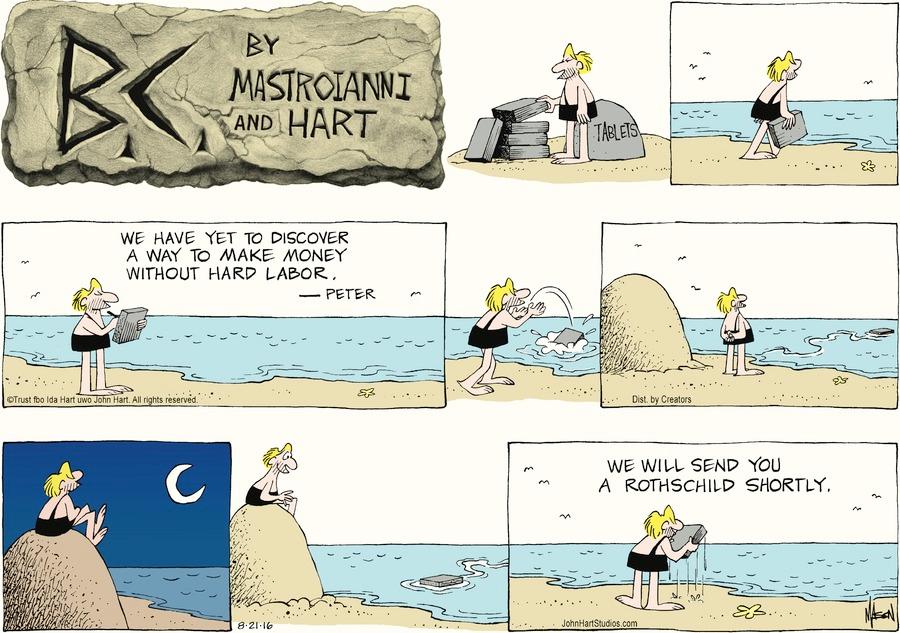 B.C.
BY
MASTROIANNI
AND HART
TABLETS
WE HAVE YET TO DISCOVER
A WAY TO MAKE MONEY
WITHOUT HARD LABOR.
— PETER
©Trust fbo Ida Hart uwo John Hart. All rights reserved.
Dist. by Creators
8-21-16
WE WILL SEND YOU
A ROTHSCHILD SHORTLY.
JohnHartStudios.com
MASON